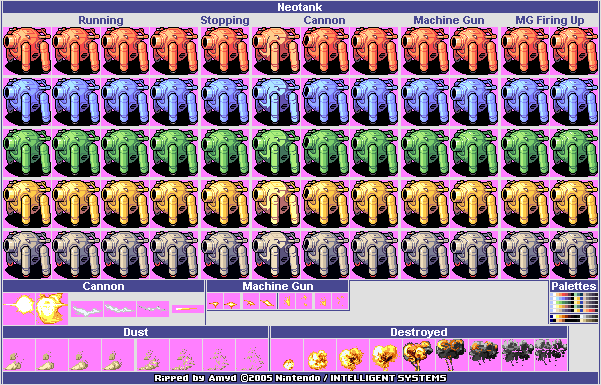 Neotank
Running Stopping Cannon Machine Gun MG Firing Up
Cannon Machine Gun Palettes
Dust Destroyed
Ripped by Amyd ©2005 Nintendo / INTELLIGENT SYSTEMS